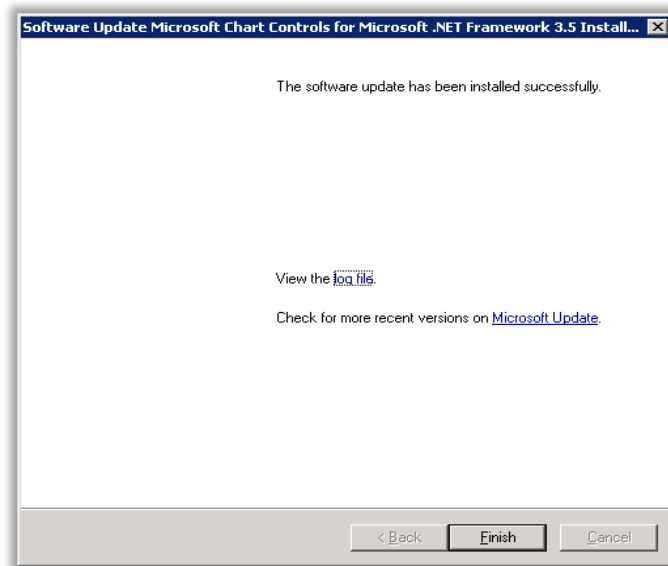 Software Update Microsoft Chart Controls for Microsoft .NET Framework 3.5 Install...
The software update has been installed successfully.
View the log file.
Check for more recent versions on Microsoft Update.
< Back Finish Cancel